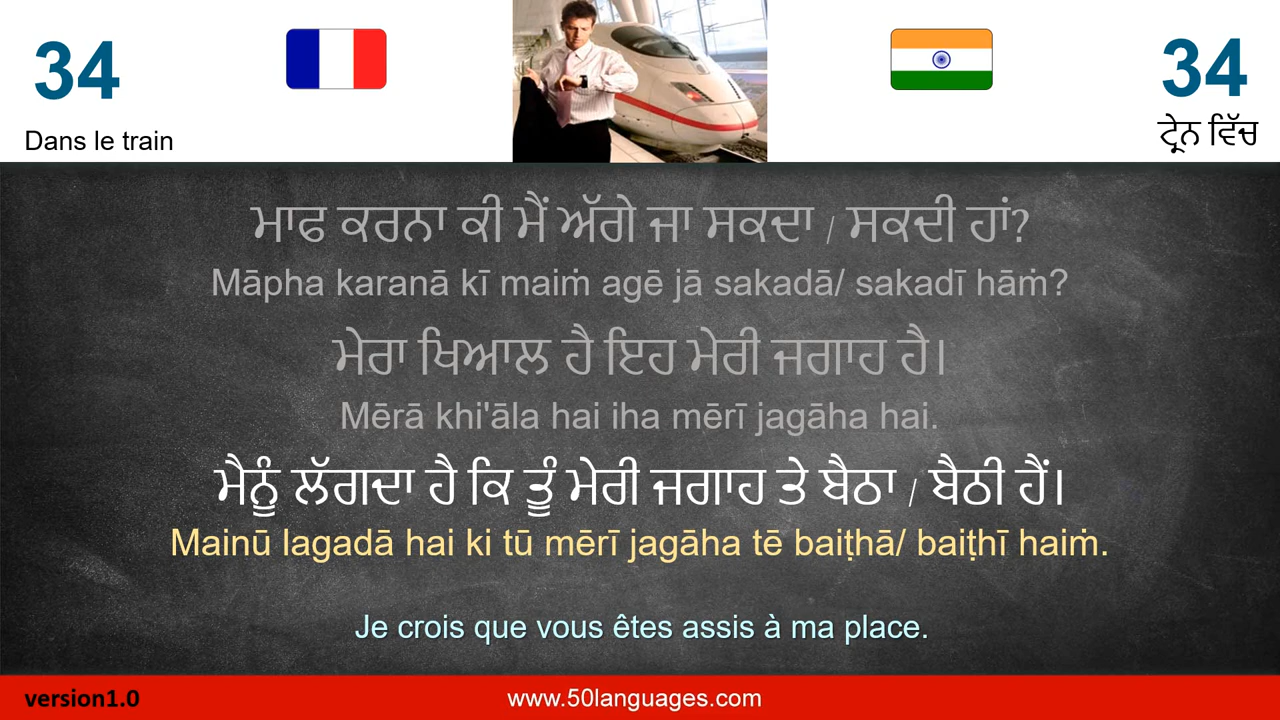 34
34
Dans le train
ਟ੍ਰੇਨ ਵਿੱਚ
ਮਾਫ ਕਰਨਾ ਕੀ ਮੈਂ ਅੱਗੇ ਜਾ ਸਕਦਾ / ਸਕਦੀ ਹਾਂ?
Māpha karanā kī maiṁ agē jā sakadā/ sakadī hāṁ?
ਮੇਰਾ ਖਿਆਲ ਹੈ ਇਹ ਮੇਰੀ ਜਗਾਹ ਹੈ।
Mērā khi'āla hai iha mērī jagāha hai.
ਮੈਨੂੰ ਲੱਗਦਾ ਹੈ ਕਿ ਤੂੰ ਮੇਰੀ ਜਗਾਹ ਤੇ ਬੈਠਾ / ਬੈਠੀ ਹੈਂ।
Mainū lagadā hai ki tū mērī jagāha tē baiṭhā/ baiṭhī haiṁ.
Je crois que vous êtes assis à ma place.
version1.0
www.50languages.com